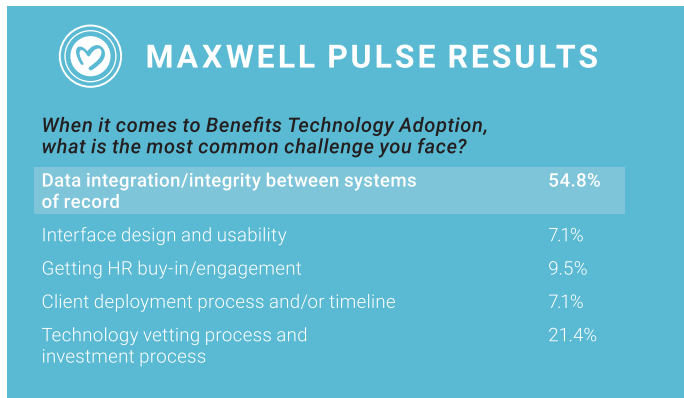 MAXWELL PULSE RESULTS
When it comes to Benefits Technology Adoption,
what is the most common challenge you face?
Data integration/integrity between systems 54.8%
of record
Interface design and usability 7.1%
Getting HR buy-in/engagement 9.5%
Client deployment process and/or timeline 7.1%
Technology vetting process and 21.4%
investment process